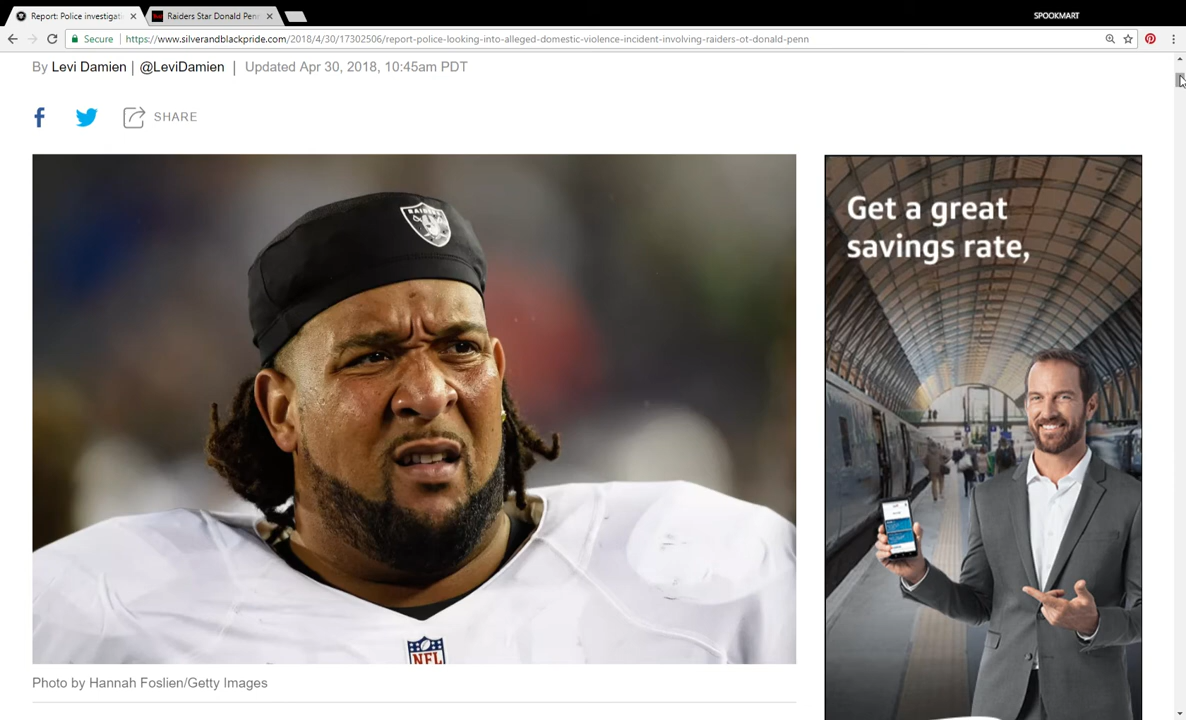 Report: Police investigat
Raiders Star Donald Penn
SPOOKMART
Secure
https://www.silverandblackpride.com/2018/4/30/17302506/report-police-looking-into-alleged-domestic-violence-incident-involving-raiders-ot-donald-penn
By Levi Damien | @LeviDamien | Updated Apr 30, 2018, 10:45am PDT
SHARE
RAIDERS
NFL
Get a great
savings rate,
Photo by Hannah Foslien/Getty Images